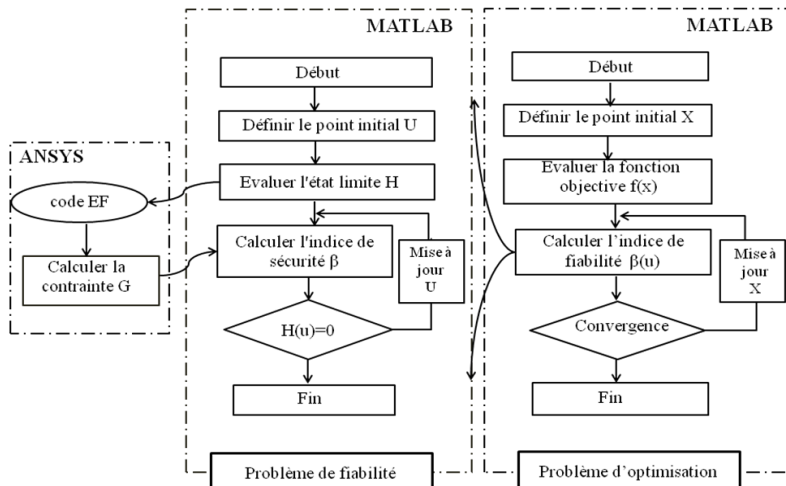 ANSYS
code EF
Calculer la
contrainte G
MATLAB
Début
Définir le point initial U
Evaluer l'état limite H
Calculer l'indice de
sécurité β
Mise à
jour
U
H(u)=0
Fin
Problème de fiabilité
MATLAB
Début
Définir le point initial X
Evaluer la fonction
objective f(x)
Calculer l’indice de
fiabilité β(u)
Mise à
jour
X
Convergence
Fin
Problème d’optimisation